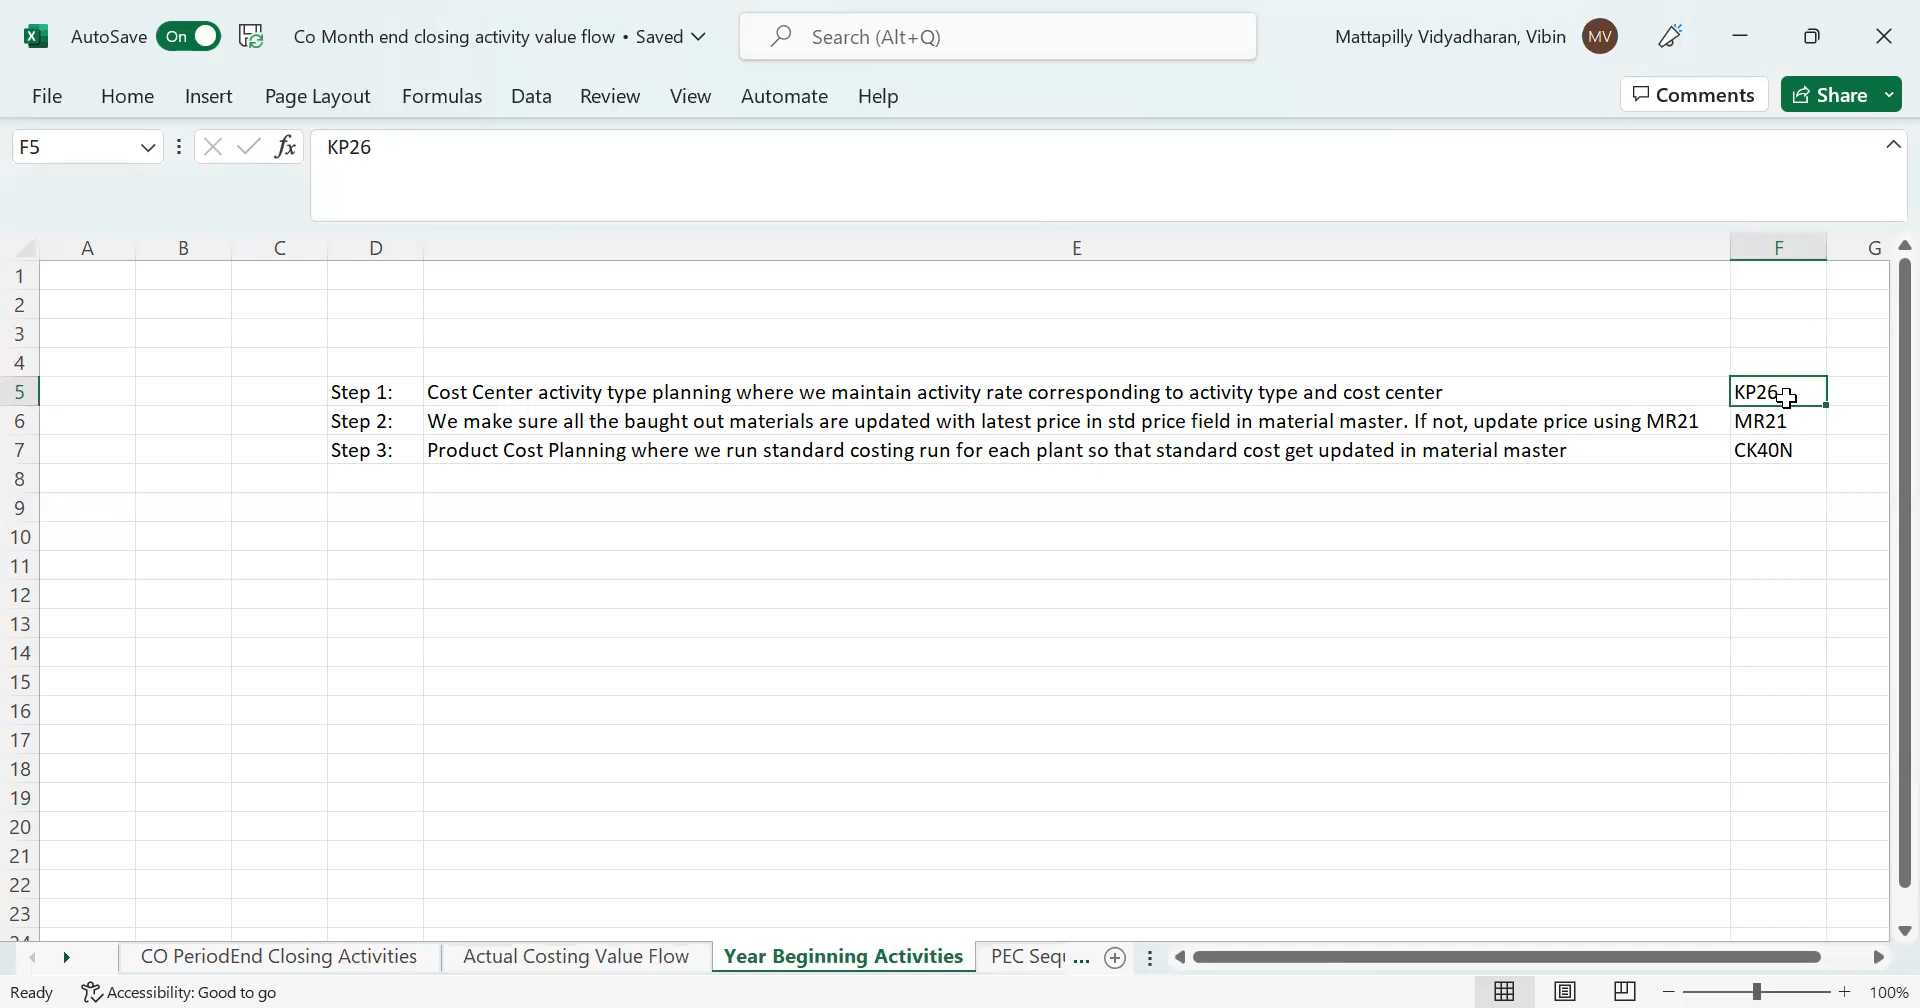 AutoSave On Co Month end closing activity value flow • Saved Search (Alt+Q) Mattapilly Vidyadharan, Vibin MV
File Home Insert Page Layout Formulas Data Review View Automate Help Comments Share
F5 fx KP26
A B C D E F G
1
2
3
4
5 Step 1: Cost Center activity type planning where we maintain activity rate corresponding to activity type and cost center KP26
6 Step 2: We make sure all the baught out materials are updated with latest price in std price field in material master. If not, update price using MR21 MR21
7 Step 3: Product Cost Planning where we run standard costing run for each plant so that standard cost get updated in material master CK40N
8
9
10
11
12
13
14
15
16
17
18
19
20
21
22
23
24
CO PeriodEnd Closing Activities Actual Costing Value Flow Year Beginning Activities PEC Sequ ...
Ready Accessibility: Good to go 100%